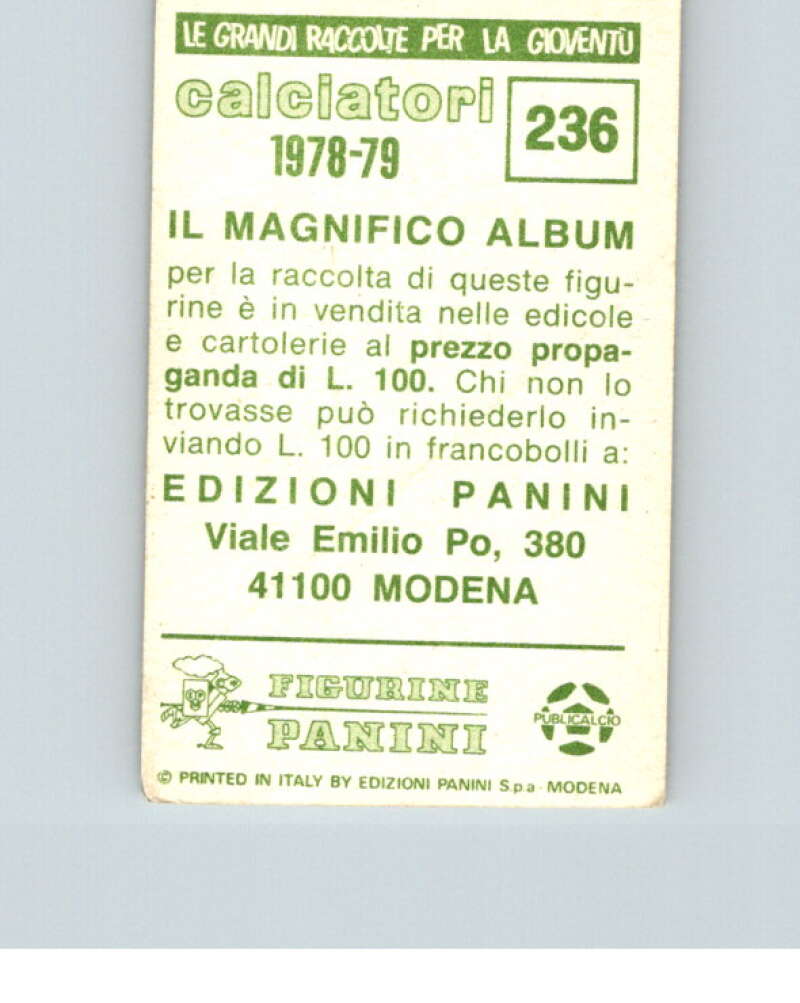 LE GRANDI RACCOLTE PER LA GIOVENTÙ
calciatori
1978-79
236
IL MAGNIFICO ALBUM
per la raccolta di queste figu-
rine è in vendita nelle edicole
e cartolerie al prezzo propa-
ganda di L. 100. Chi non lo
trovasse può richiederlo in-
viando L. 100 in francobolli a:
EDIZIONI PANINI
Viale Emilio Po, 380
41100 MODENA
FIGURINE
PANINI
PUBLICALCIO
© PRINTED IN ITALY BY EDIZIONI PANINI S.p.a - MODENA